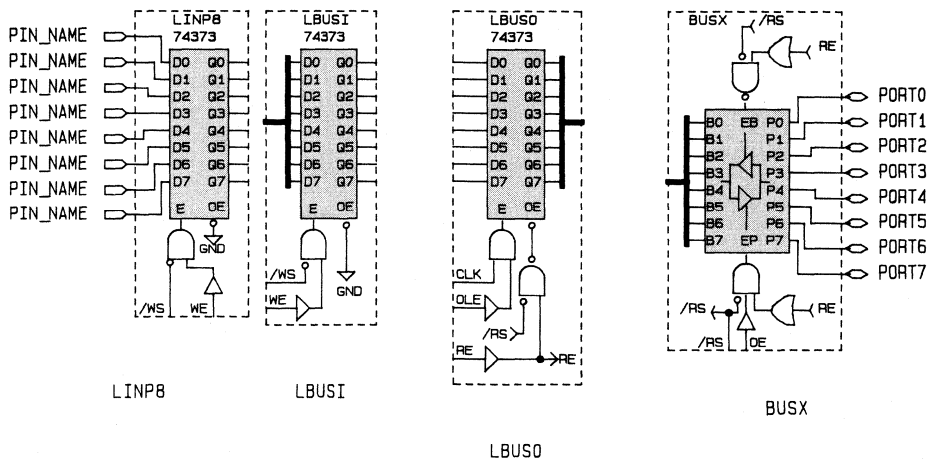 LINP8
74373
PIN_NAME
PIN_NAME
PIN_NAME
PIN_NAME
PIN_NAME
PIN_NAME
PIN_NAME
PIN_NAME
D0 Q0
D1 Q1
D2 Q2
D3 Q3
D4 Q4
D5 Q5
D6 Q6
D7 Q7
E OE
GND
/WS WE
LINP8
LBUSI
74373
D0 Q0
D1 Q1
D2 Q2
D3 Q3
D4 Q4
D5 Q5
D6 Q6
D7 Q7
E OE
/WS
GND
WE
LBUSI
LBUSO
74373
D0 Q0
D1 Q1
D2 Q2
D3 Q3
D4 Q4
D5 Q5
D6 Q6
D7 Q7
E OE
CLK
OLE
/RS
RE RE
LBUSO
BUSX /RS
RE
B0 EB P0
B1 P1
B2 P2
B3 P3
B4 P4
B5 P5
B6 P6
B7 EP P7
PORT0
PORT1
PORT2
PORT3
PORT4
PORT5
PORT6
PORT7
/RS RE
/RS OE
BUSX